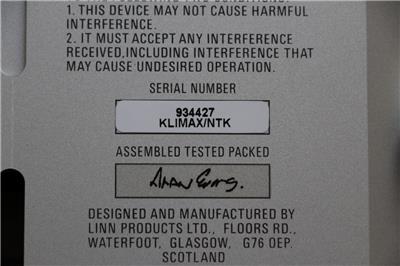 1. THIS DEVICE MAY NOT CAUSE HARMFUL
INTERFERENCE.
2. IT MUST ACCEPT ANY INTERFERENCE
RECEIVED,INCLUDING INTERFERENCE THAT
MAY CAUSE UNDESIRED OPERATION.
SERIAL NUMBER
934427
KLIMAX/NTK
ASSEMBLED TESTED PACKED
DESIGNED AND MANUFACTURED BY
LINN PRODUCTS LTD., FLOORS RD.,
WATERFOOT, GLASGOW, G76 OEP.
SCOTLAND